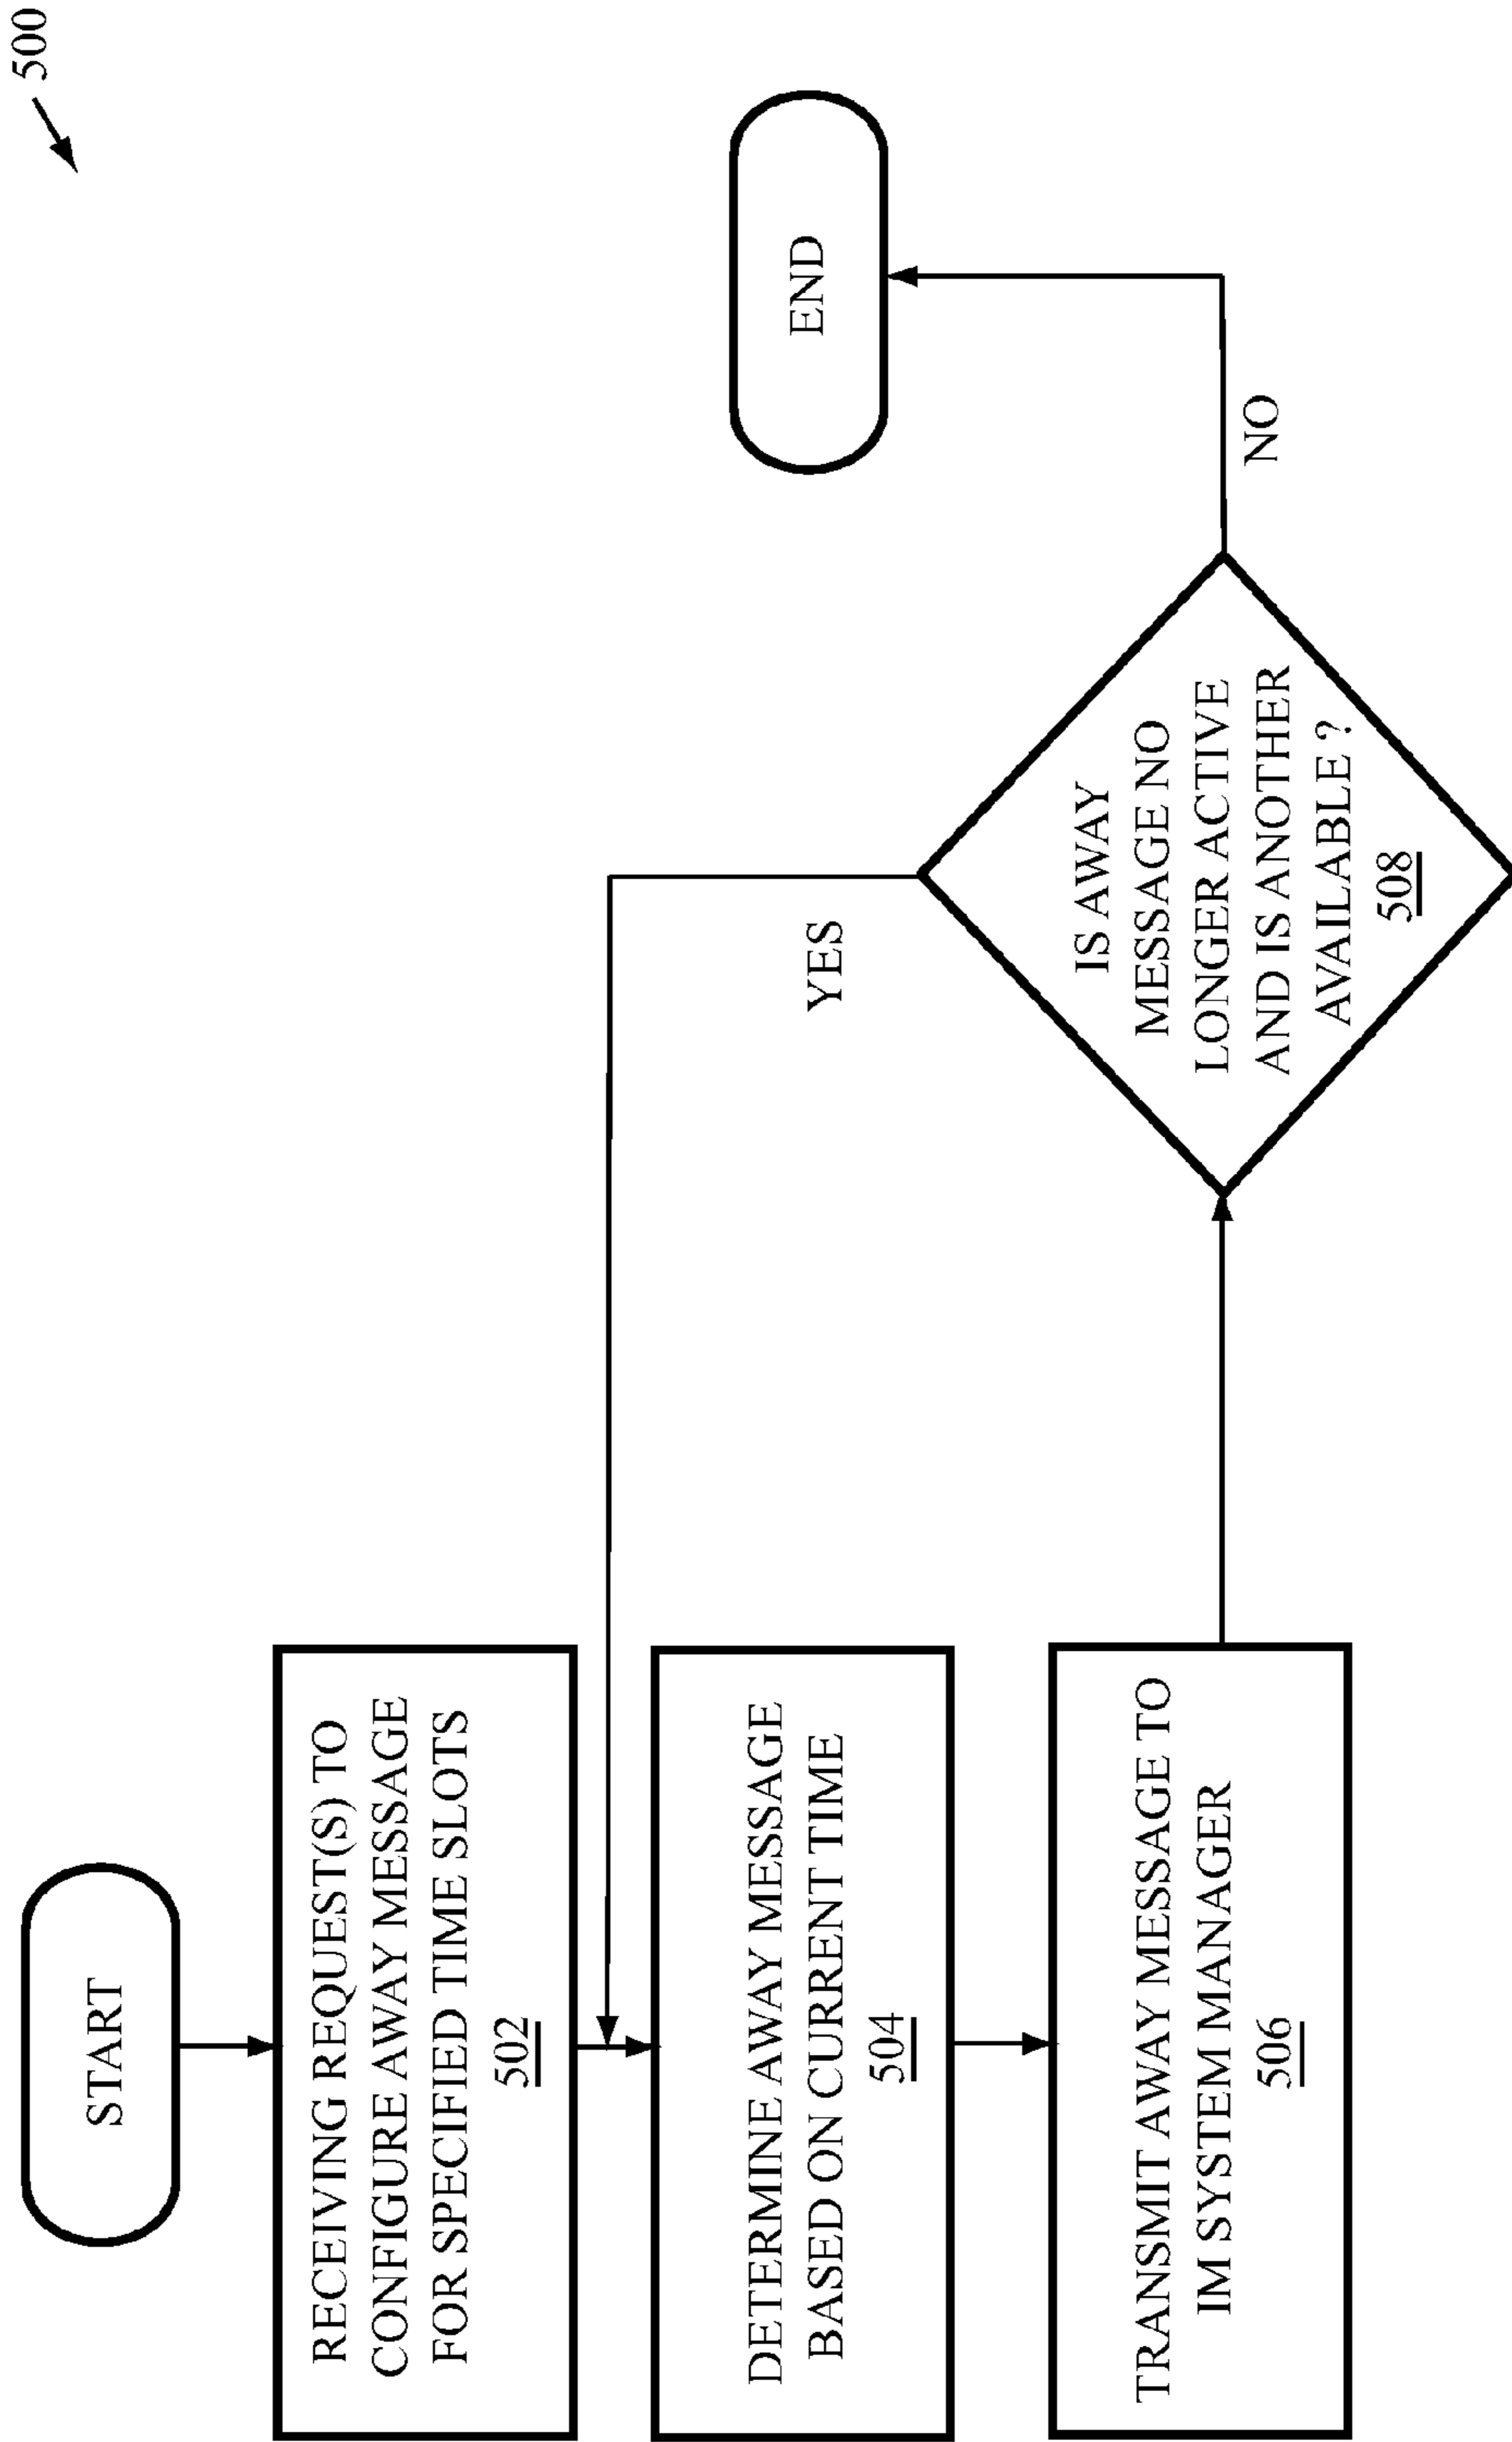 500
START
RECEIVING REQUEST(S) TO
CONFIGURE AWAY MESSAGE
FOR SPECIFIED TIME SLOTS
502
DETERMINE AWAY MESSAGE
BASED ON CURRENT TIME
504
TRANSMIT AWAY MESSAGE TO
IM SYSTEM MANAGER
506
IS AWAY
MESSAGE NO
LONGER ACTIVE
AND IS ANOTHER
AVAILABLE ?
508
YES
NO
END